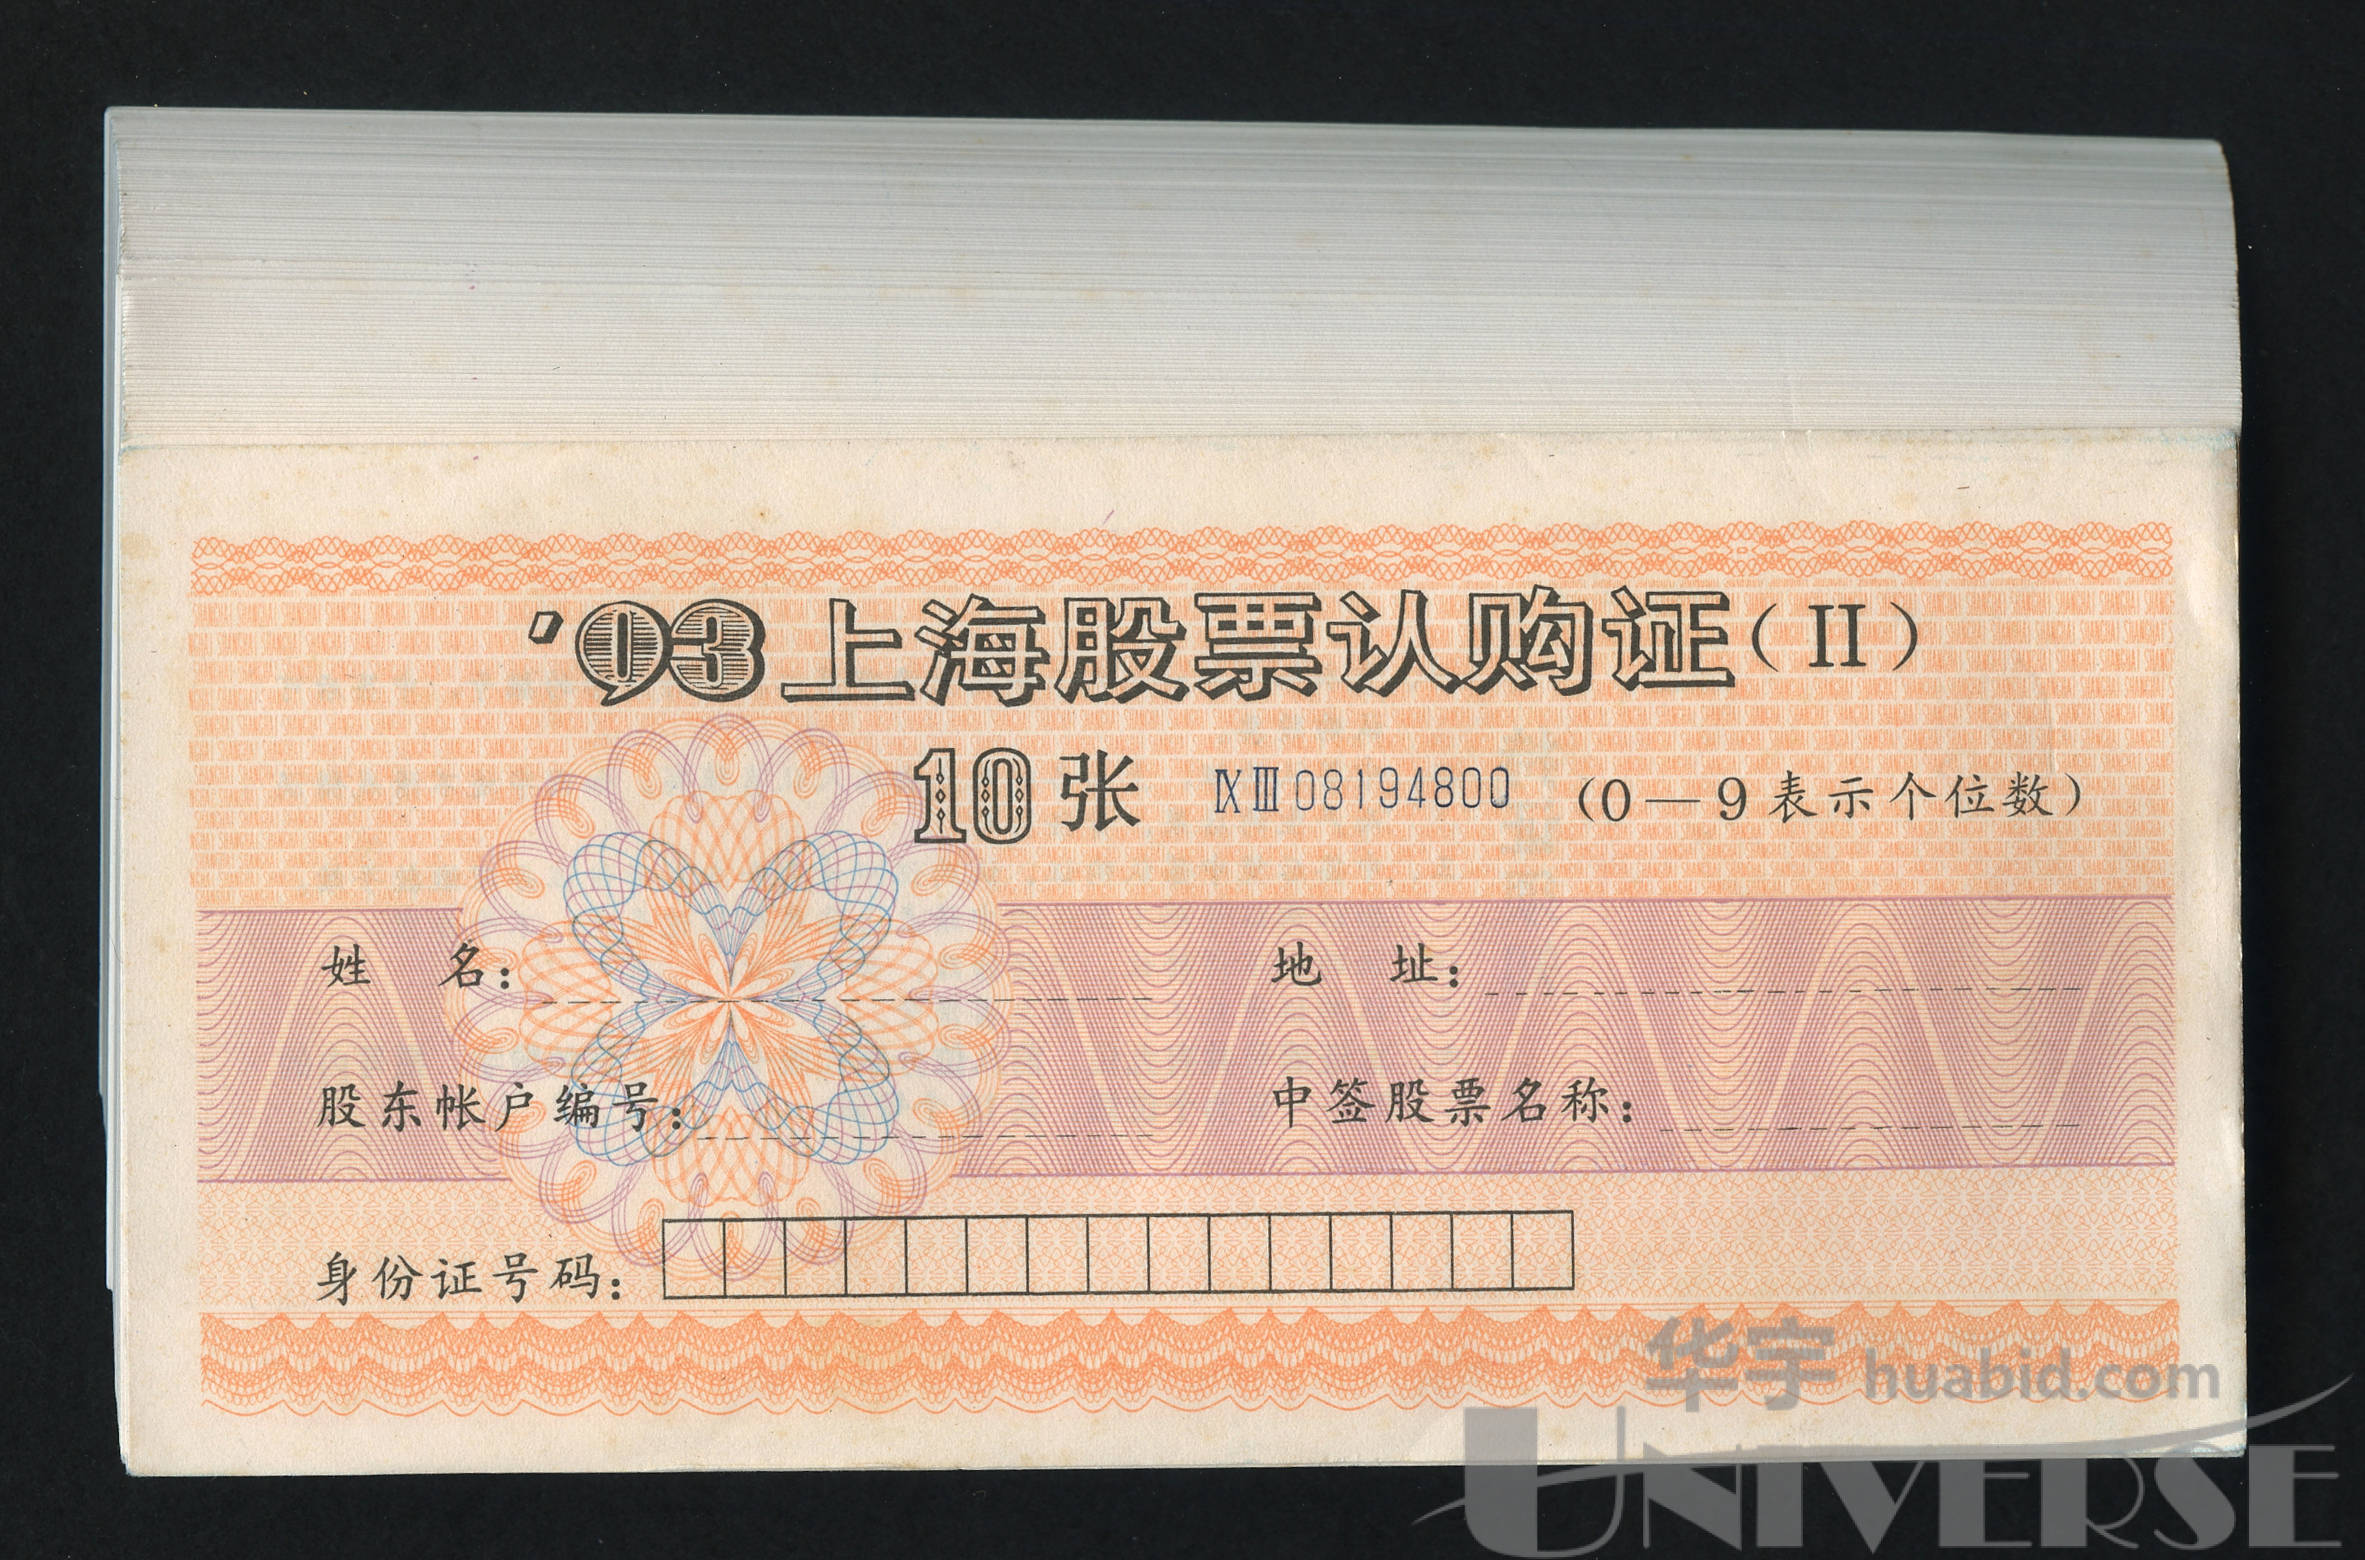 '93上海股票认购证(II)
10张 IX III 08194800 (0—9表示个位数)
姓 名:
地 址:
股东帐户编号:
中签股票名称:
身份证号码:
华宇 huabid.com
UNIVERSE